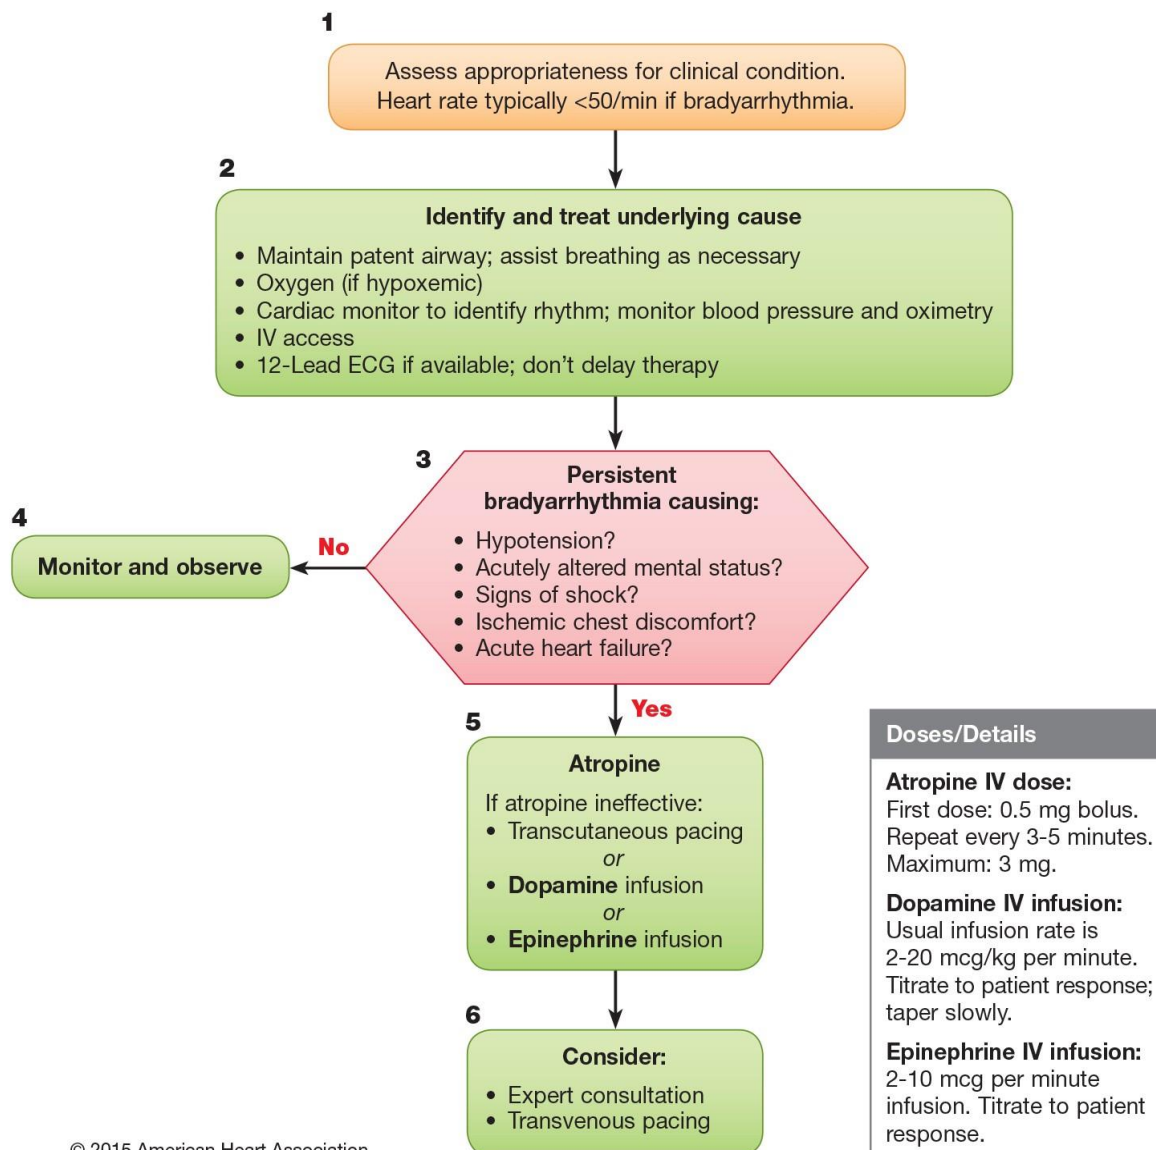 1
Assess appropriateness for clinical condition.
Heart rate typically <50/min if bradyarrhythmia.
2
Identify and treat underlying cause
• Maintain patent airway; assist breathing as necessary
• Oxygen (if hypoxemic)
• Cardiac monitor to identify rhythm; monitor blood pressure and oximetry
• IV access
• 12-Lead ECG if available; don't delay therapy
3
Persistent
bradyarrhythmia causing:
• Hypotension?
• Acutely altered mental status?
• Signs of shock?
• Ischemic chest discomfort?
• Acute heart failure?
No
4
Monitor and observe
Yes
5
Atropine
If atropine ineffective:
• Transcutaneous pacing
or
• Dopamine infusion
or
• Epinephrine infusion
6
Consider:
• Expert consultation
• Transvenous pacing
Doses/Details
Atropine IV dose:
First dose: 0.5 mg bolus.
Repeat every 3-5 minutes.
Maximum: 3 mg.
Dopamine IV infusion:
Usual infusion rate is
2-20 mcg/kg per minute.
Titrate to patient response;
taper slowly.
Epinephrine IV infusion:
2-10 mcg per minute
infusion. Titrate to patient
response.
© 2015 American Heart Association